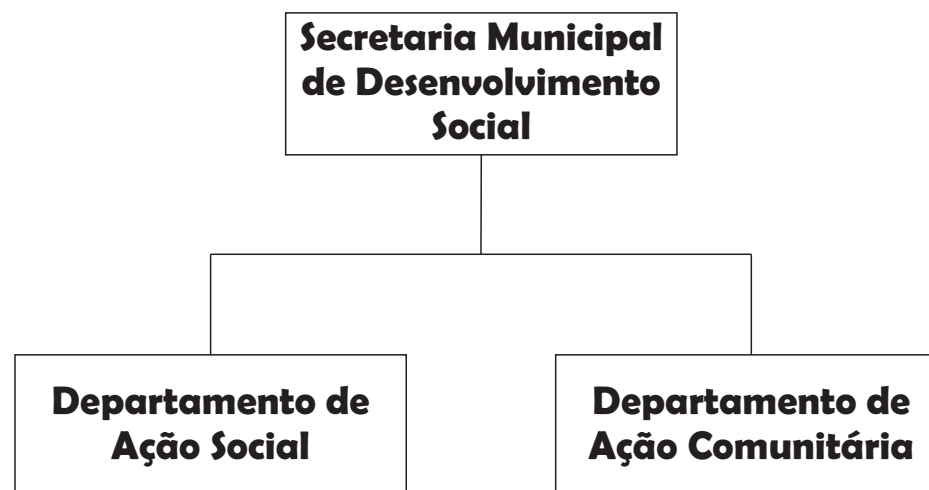 Secretaria Municipal
de Desenvolvimento
Social
Departamento de
Ação Social
Departamento de
Ação Comunitária